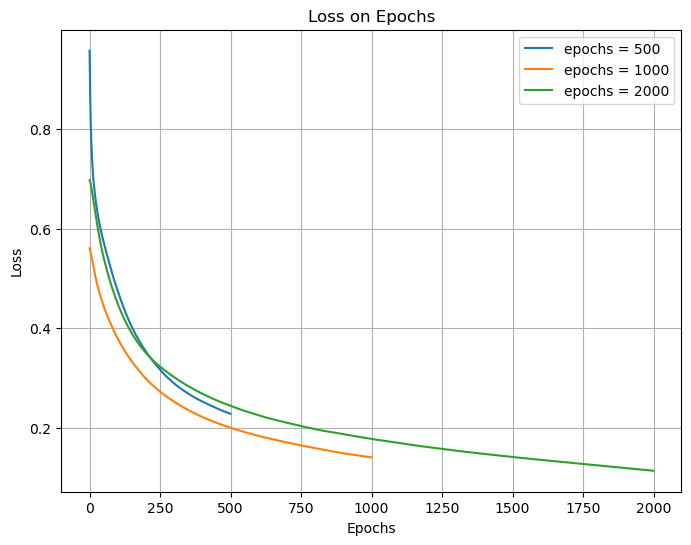 Loss on Epochs
epochs = 500
epochs = 1000
epochs = 2000
Loss
0.8
0.6
0.4
0.2
0 250 500 750 1000 1250 1500 1750 2000
Epochs